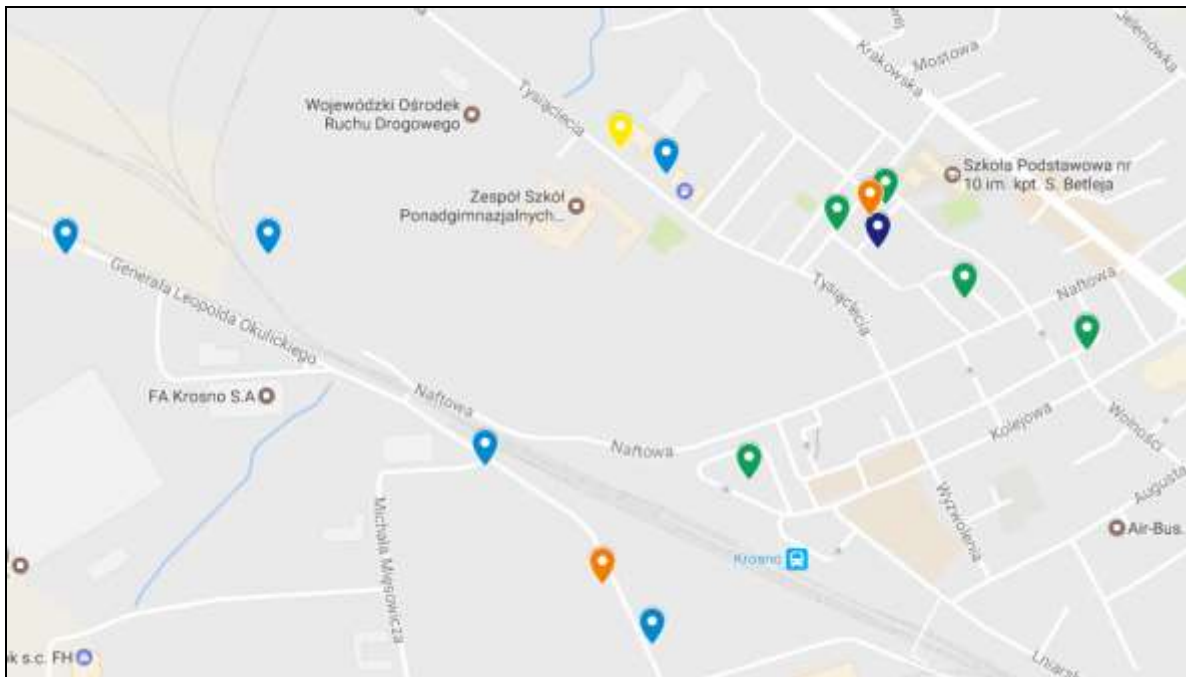 Jeleniówka
Mostowa
Krakowska
Tysiąclecia
Wojewódzki Ośrodek
Ruchu Drogowego
Szkoła Podstawowa nr
10 im. kpt. S. Betleja
Zespół Szkół
Ponadgimnazjalnych...
Generała Leopolda Okulickiego
Tysiąclecia
Naftowa
FA Krosno S.A
Naftowa
Naftowa
Kolejowa
Wolności
Augusta
Wyzwolenia
Air-Bus.
Michała Mięsowicza
Krosno
ok s.c. FH